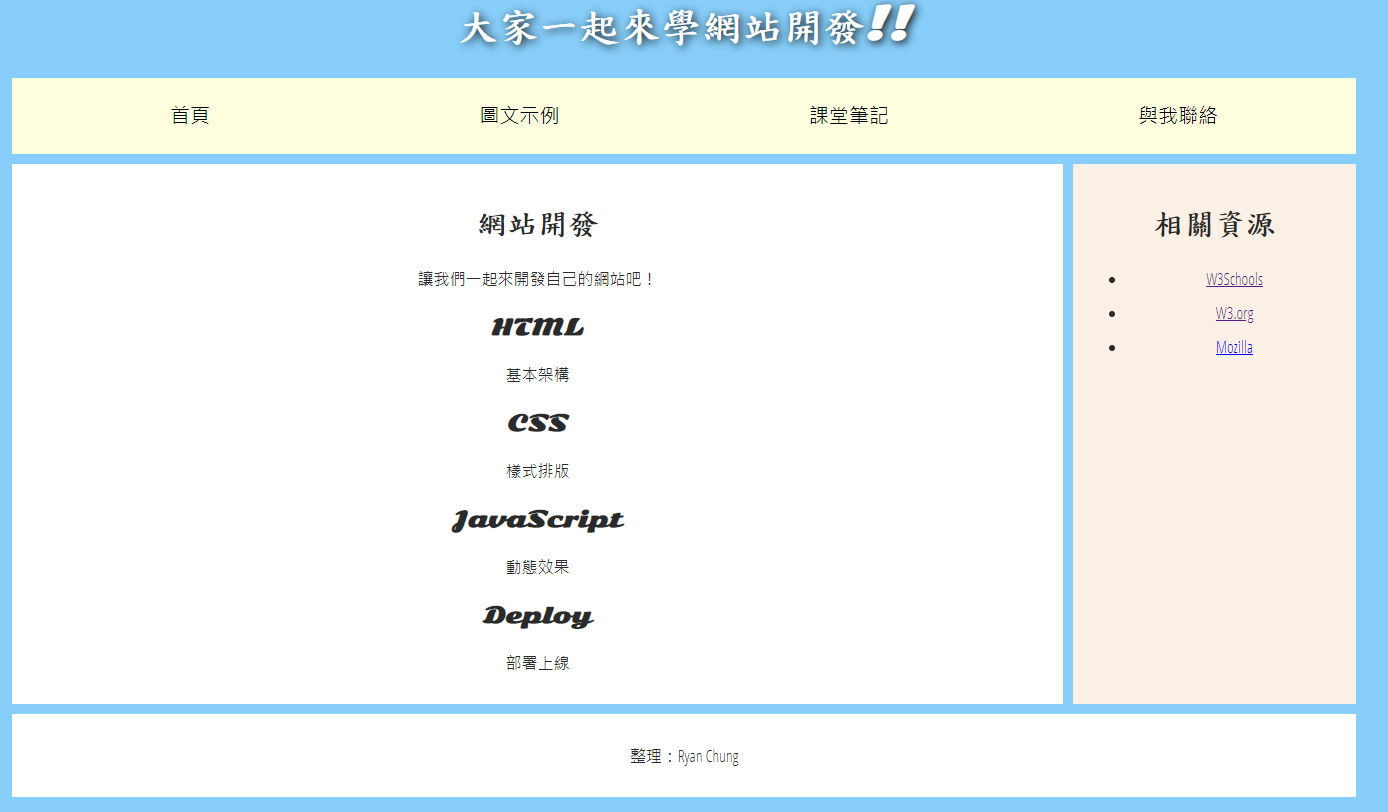 大家一起來學網站開發!!
首頁 圖文示例 課堂筆記 與我聯絡
網站開發
讓我們一起來開發自己的網站吧！
HTML
基本架構
CSS
樣式排版
JavaScript
動態效果
Deploy
部署上線
相關資源
W3Schools
W3.org
Mozilla
整理：Ryan Chung